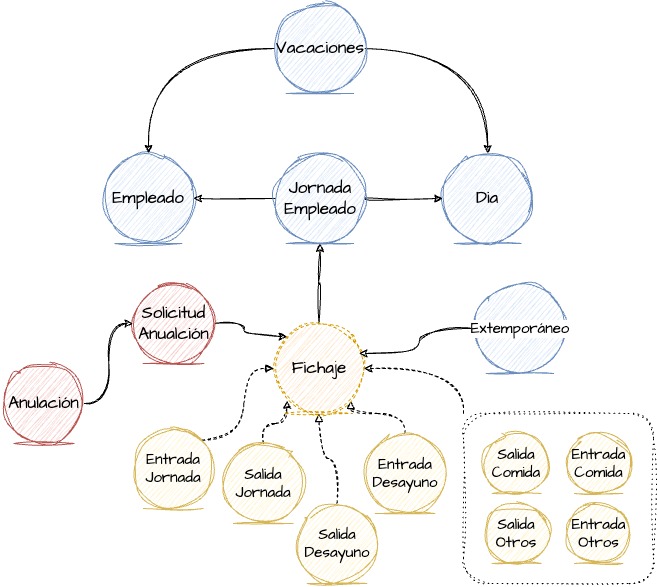 Vacaciones
Empleado
Jornada
Empleado
Dia
Solicitud
Anualción
Extemporáneo
Fichaje
Anulación
Entrada
Jornada
Salida
Jornada
Entrada
Desayuno
Salida
Desayuno
Salida
Comida
Entrada
Comida
Salida
Otros
Entrada
Otros